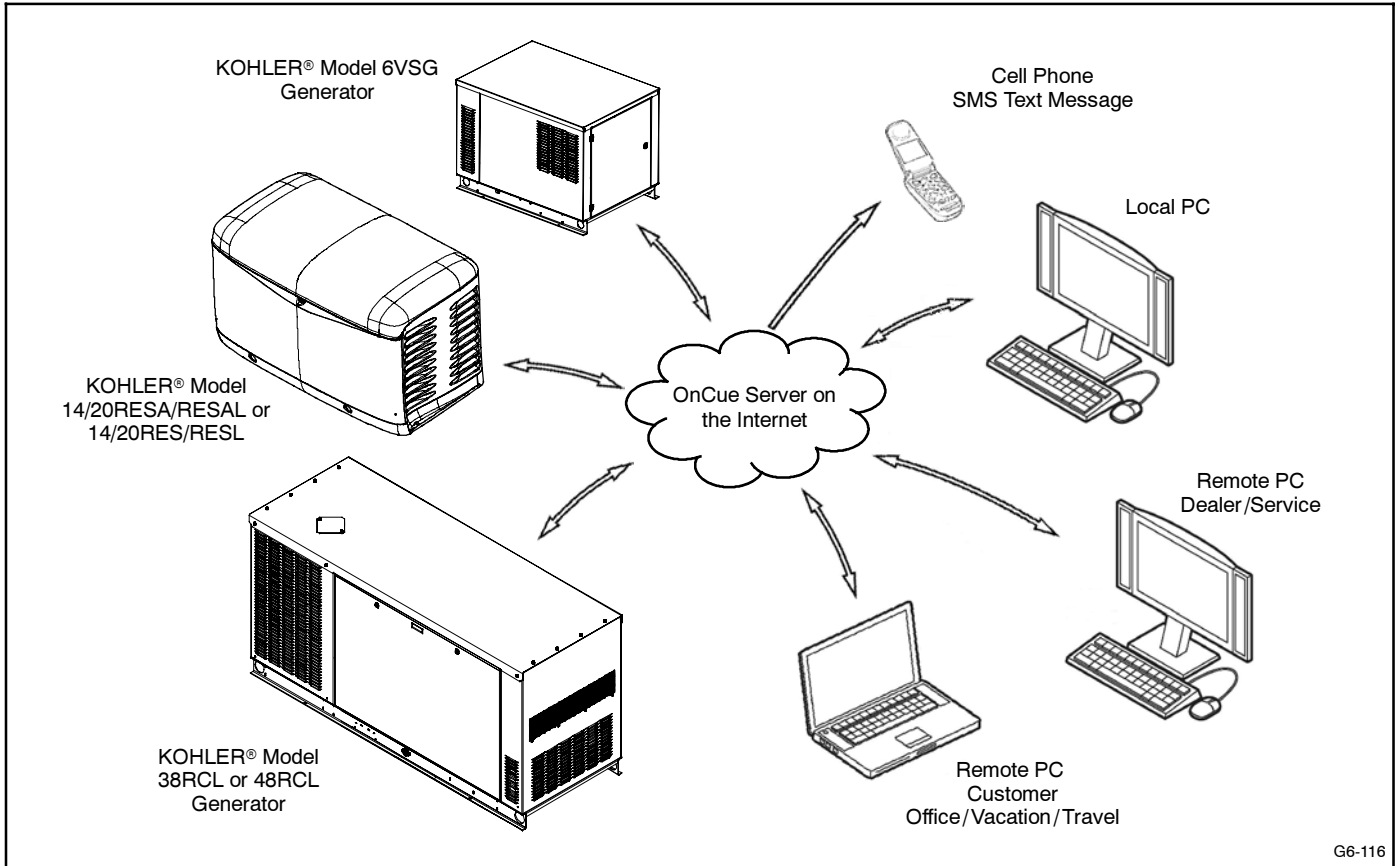 KOHLER® Model 6VSG
Generator
Cell Phone
SMS Text Message
Local PC
KOHLER® Model
14/20RESA/RESAL or
14/20RES/RESL
OnCue Server on
the Internet
Remote PC
Dealer/Service
KOHLER® Model
38RCL or 48RCL
Generator
Remote PC
Customer
Office/Vacation/Travel
G6-116